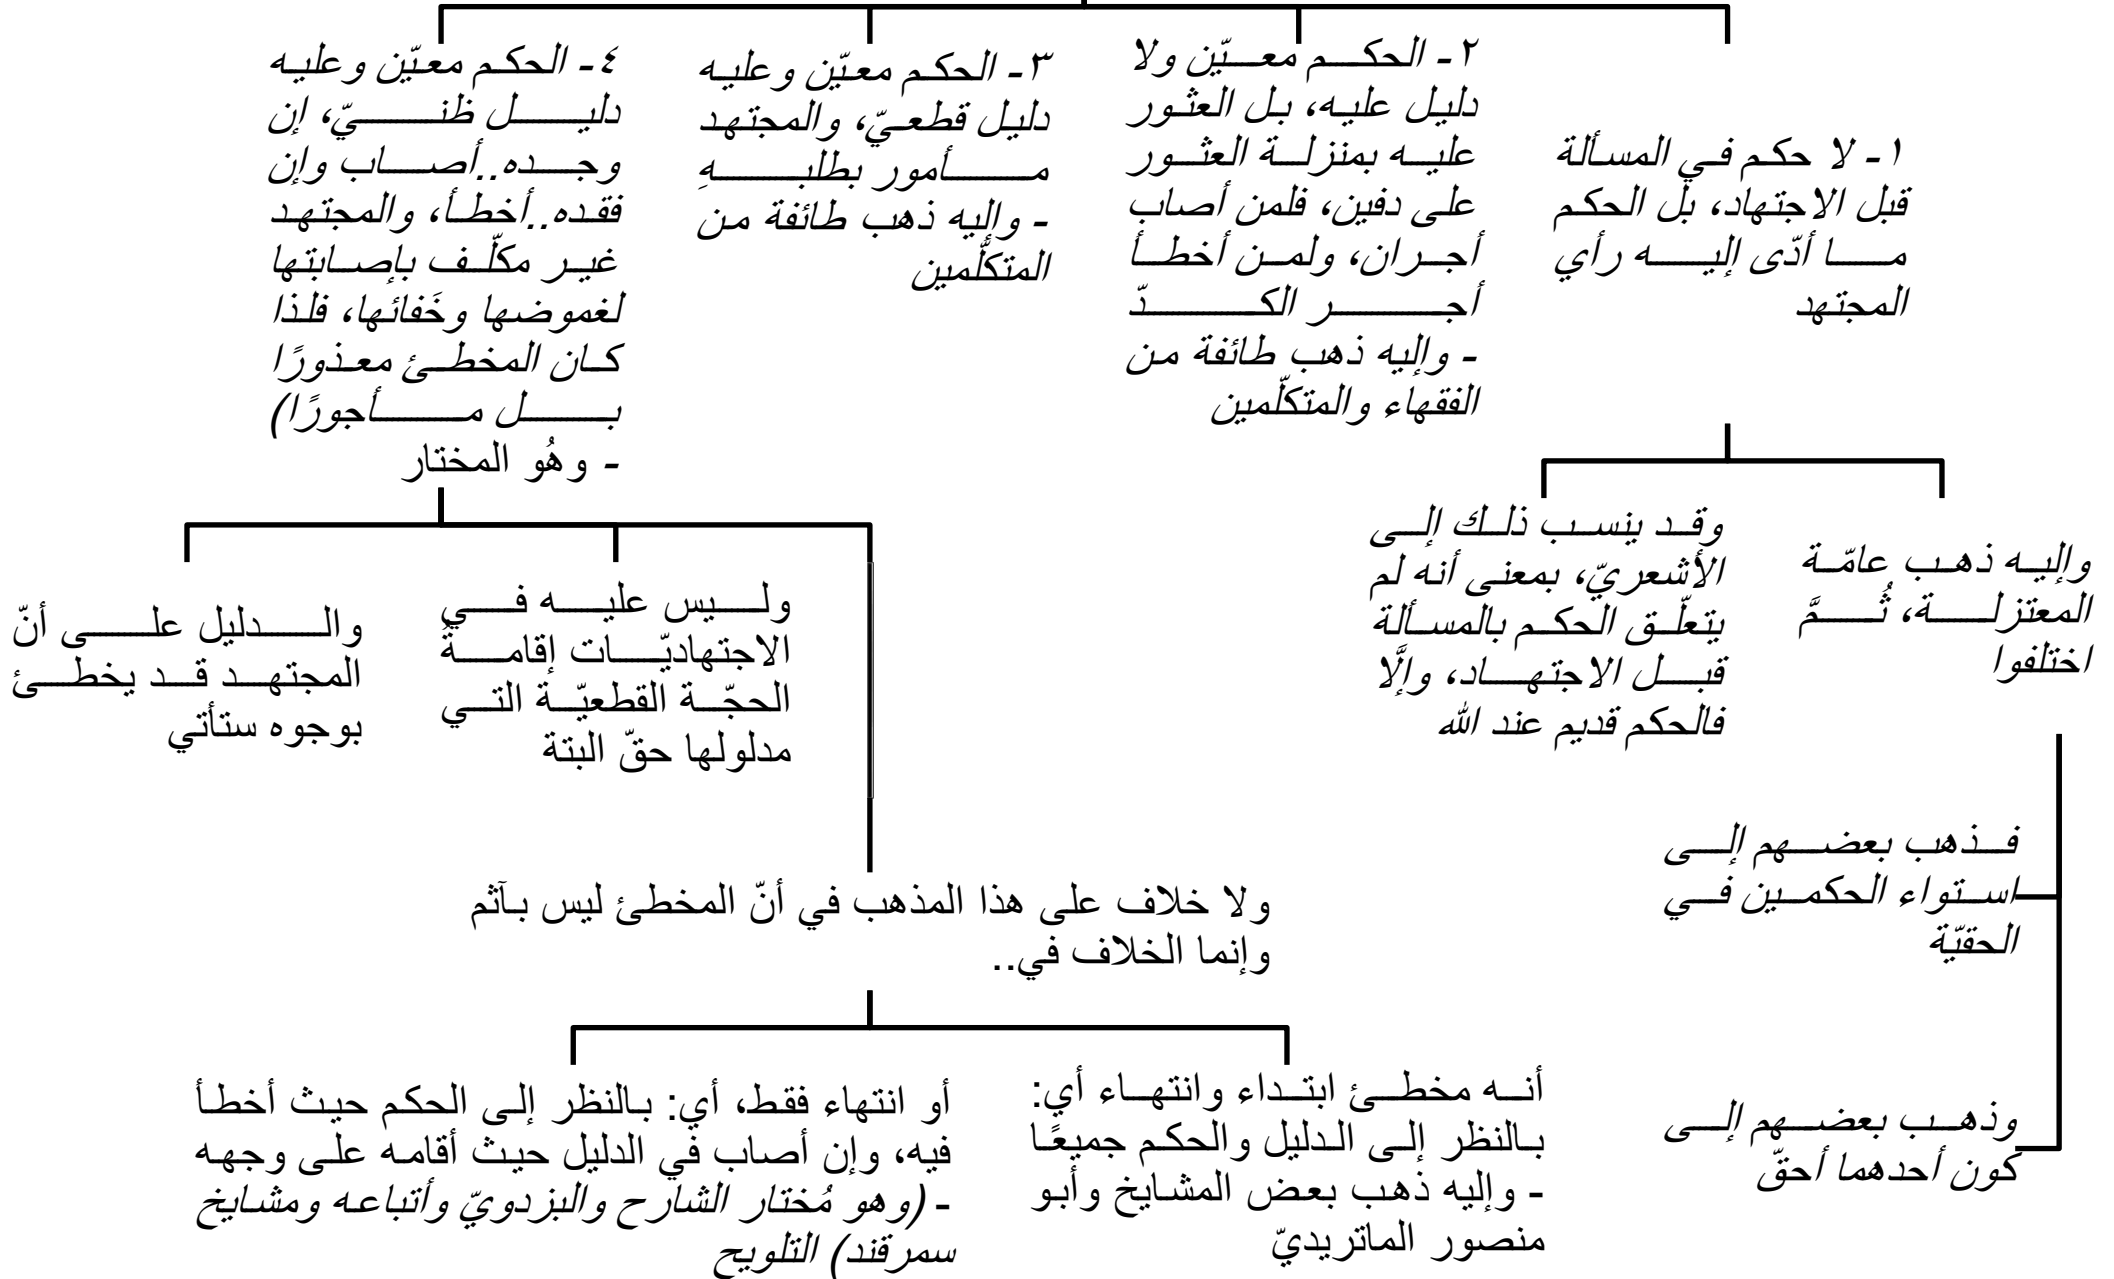 ١- لا حكم في المسألة
قبل الاجتهاد، بل الحكم
ما أدّى إليه رأي
المجتهد
٢- الحكم معيّن ولا
دليل عليه، بل العثور
عليه بمنزلة العثور
على دفين، فلمن أصاب
أجران، ولمن أخطأ
أجر الكدّ
- وإليه ذهب طائفة من
الفقهاء والمتكلّمين
٣- الحكم معيّن وعليه
دليل قطعيّ، والمجتهد
مأمور بطلبهِ
- وإليه ذهب طائفة من
المتكلّمين
٤- الحكم معيّن وعليه
دليل ظنيّ، إن
وجده..أصاب وإن
فقده..أخطأ، والمجتهد
غير مكلّف بإصابتها
لغموضها وخَفائها، فلذا
كان المخطئ معذورًا
بل مأجورًا)
- وهُو المختار
وإليه ذهب عامّة
المعتزلة، ثُمَّ
اختلفوا
وقد ينسب ذلك إلى
الأشعريّ، بمعنى أنه لم
يتعلّق الحكم بالمسألة
قبل الاجتهاد، وإلَّا
فالحكم قديم عند الله
فذهب بعضهم إلى
استواء الحكمين في
الحقيّة
وذهب بعضهم إلى
كون أحدهما أحقّ
ولا خلاف على هذا المذهب في أنّ المخطئ ليس بآثم
وإنما الخلاف في..
أنه مخطئ ابتداء وانتهاء أي:
بالنظر إلى الدليل والحكم جميعًا
- وإليه ذهب بعض المشايخ وأبو
منصور الماتريديّ
أو انتهاء فقط، أي: بالنظر إلى الحكم حيث أخطأ
فيه، وإن أصاب في الدليل حيث أقامه على وجهه
- (وهو مُختار الشارح والبزدويّ وأتباعه ومشايخ
سمرقند) التلويح
وليس عليه في
الاجتهاديّات إقامةُ
الحجّة القطعيّة التي
مدلولها حقّ البتة
والدليل على أنّ
المجتهد قد يخطئ
بوجوه ستأتي